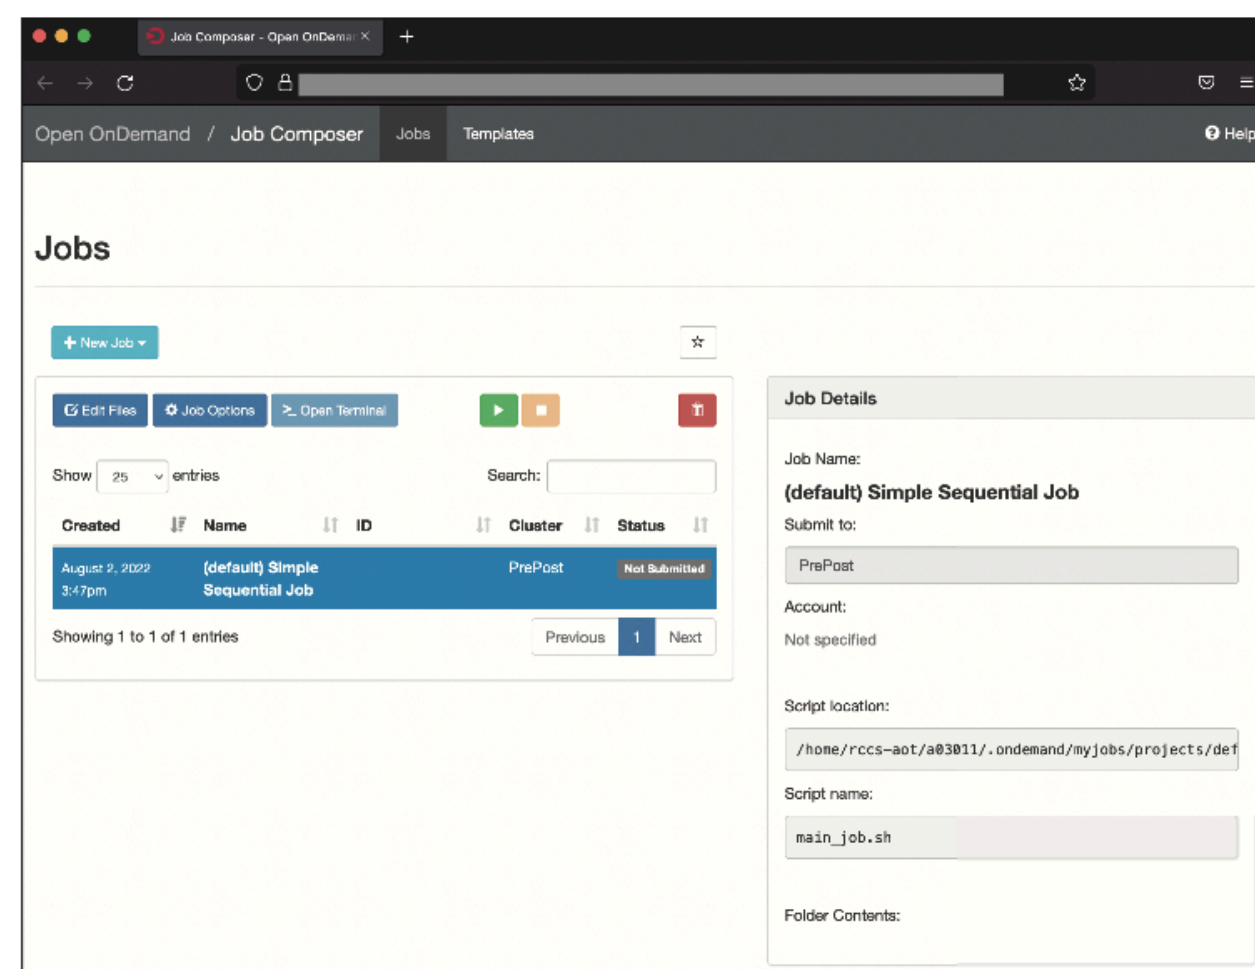 Job Composer - Open OnDemar
Open OnDemand / Job Composer Jobs Templates Help
Jobs
New Job
Edit Files Job Options Open Terminal
Show 25 entries Search:
Created Name ID Cluster Status
August 2, 2022 (default) Simple PrePost Not Submitted
3:47pm Sequential Job
Showing 1 to 1 of 1 entries Previous 1 Next
Job Details
Job Name:
(default) Simple Sequential Job
Submit to:
PrePost
Account:
Not specified
Script location:
/home/rccs-aot/a03011/.ondemand/myjobs/projects/def
Script name:
main_job.sh
Folder Contents: